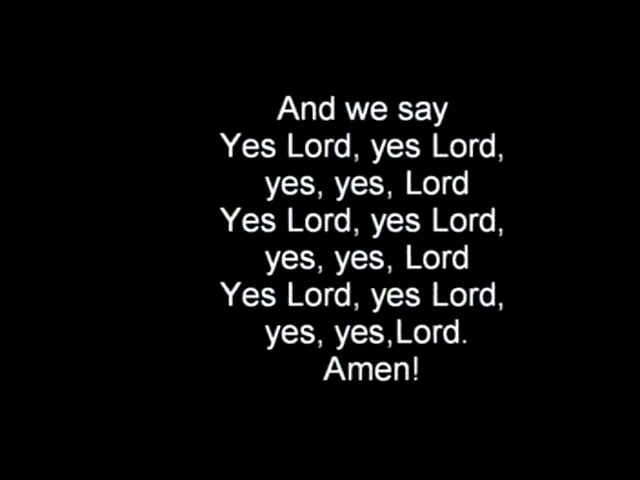 And we say
Yes Lord, yes Lord,
yes, yes, Lord
Yes Lord, yes Lord,
yes, yes, Lord
Yes Lord, yes Lord,
yes, yes,Lord.
Amen!